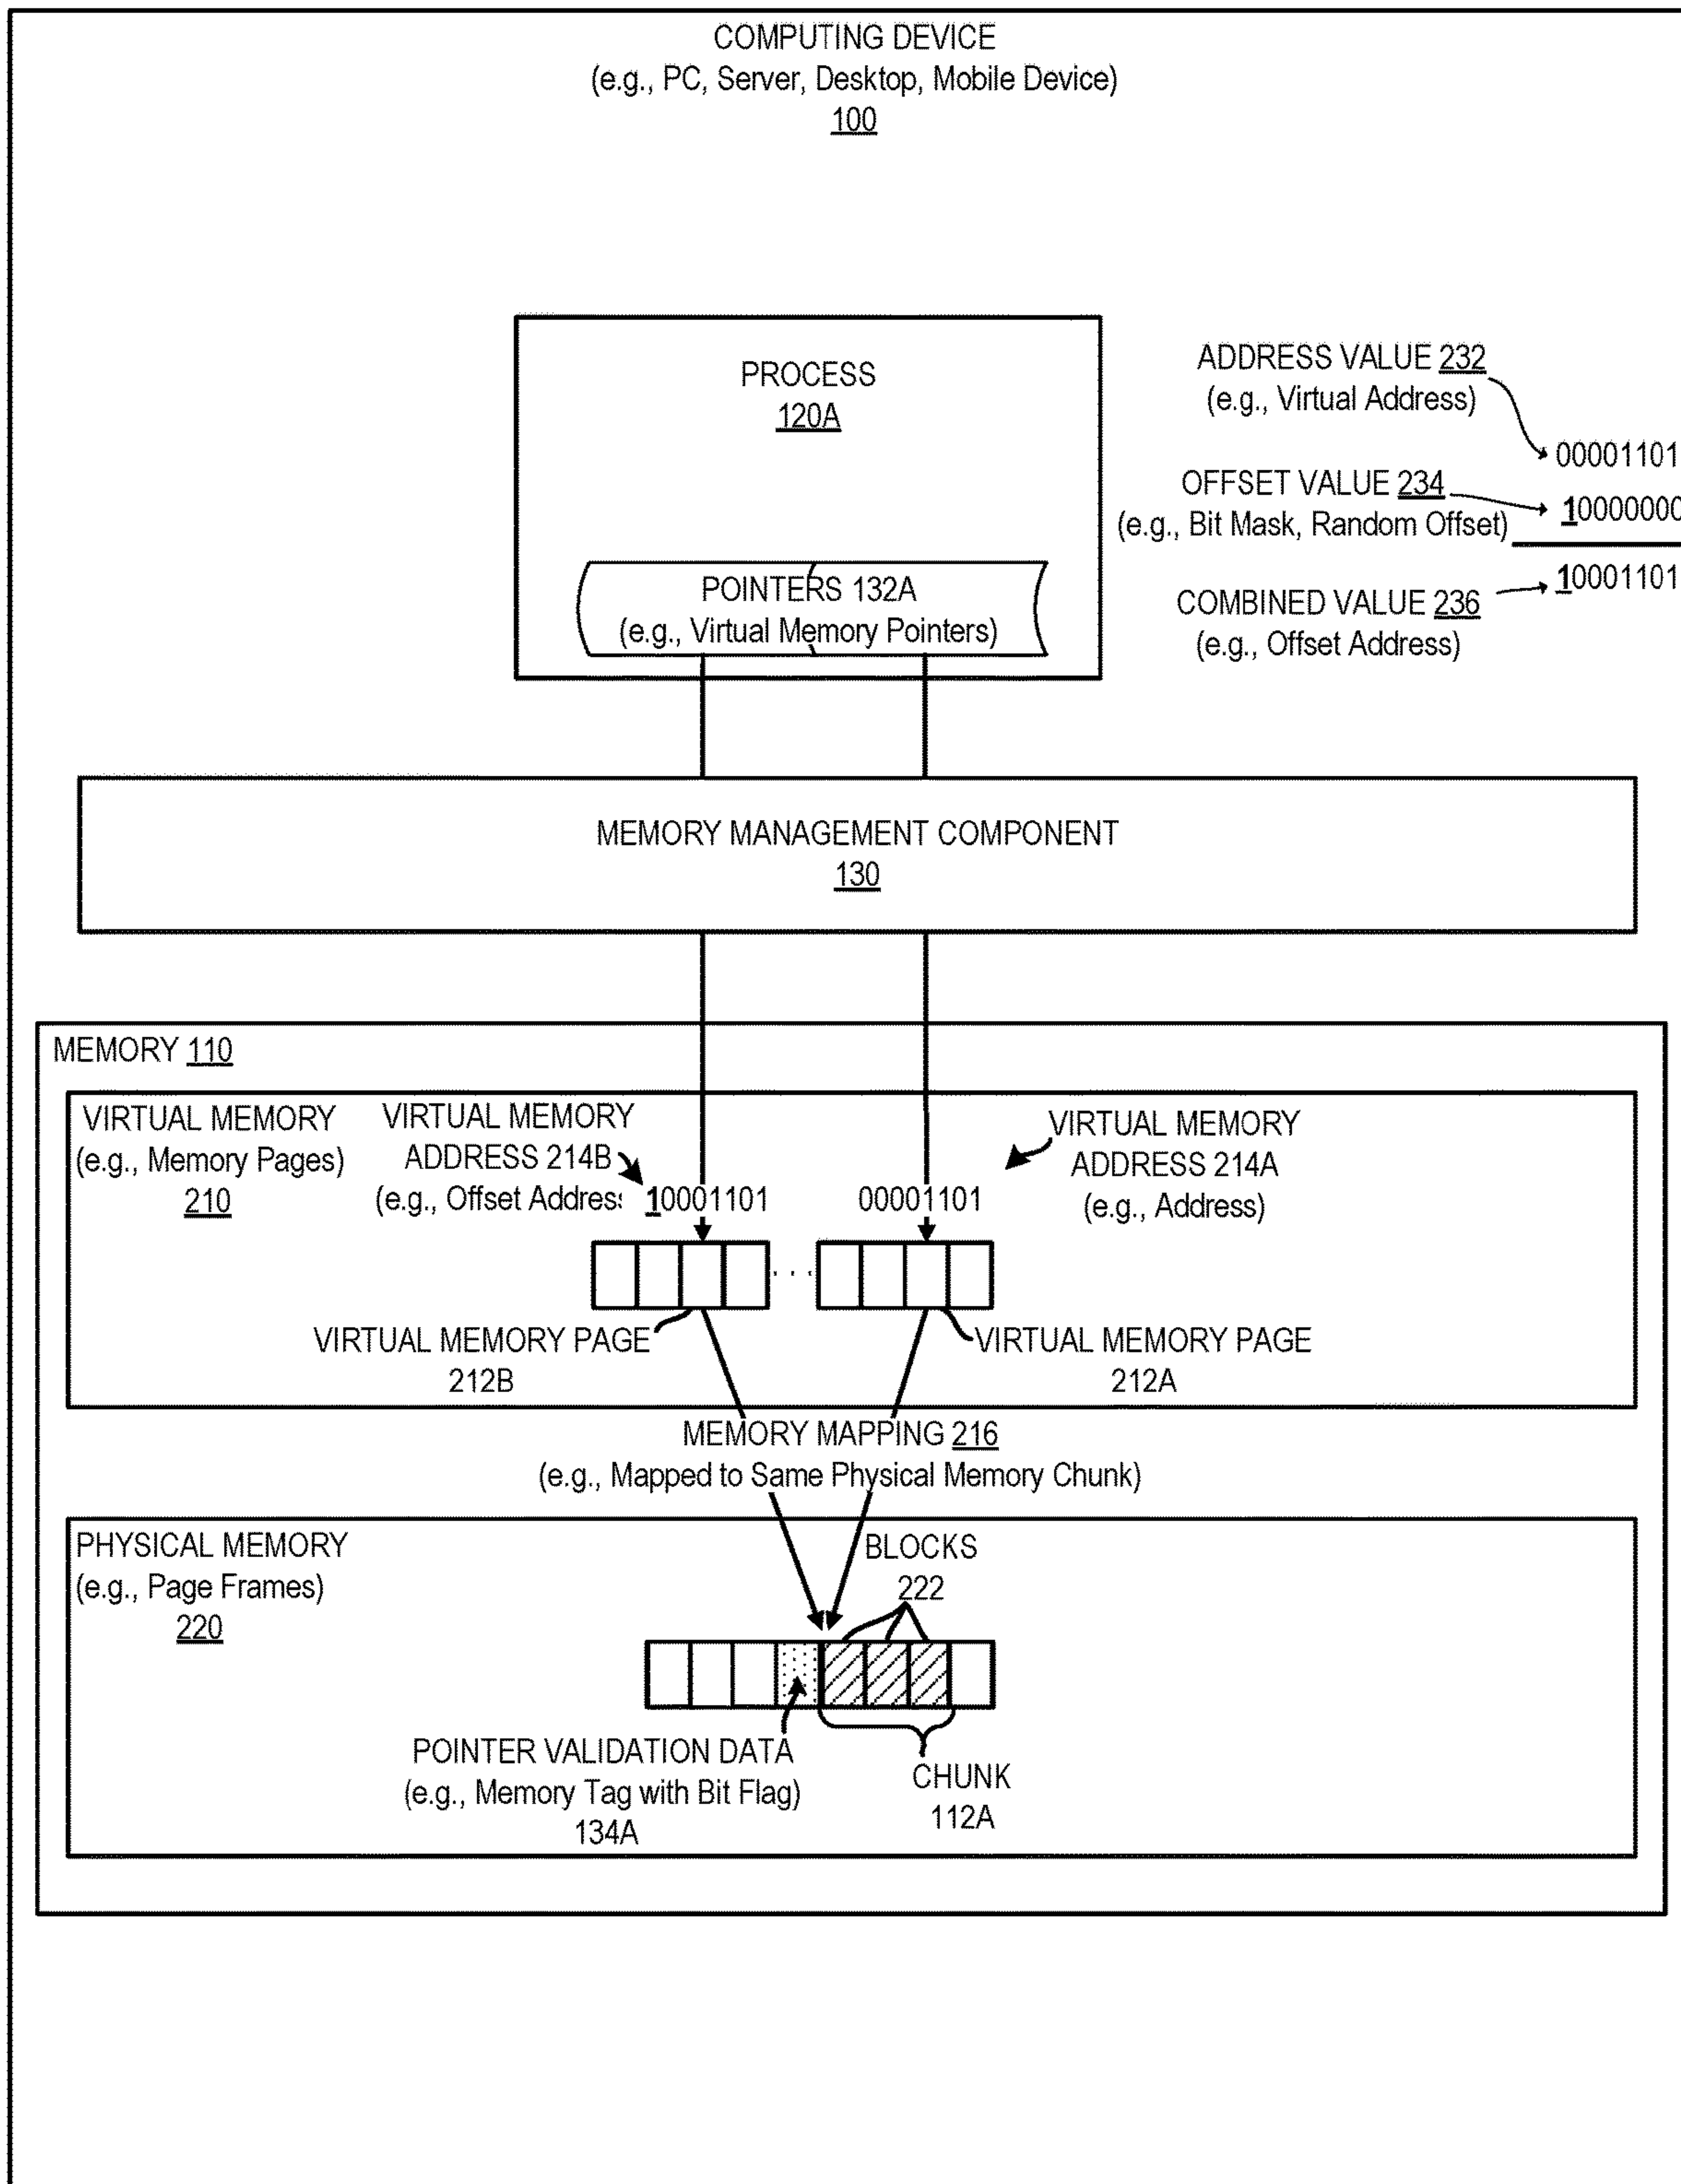 COMPUTING DEVICE
(e.g., PC, Server, Desktop, Mobile Device)
100
PROCESS
120A
POINTERS 132A
(e.g., Virtual Memory Pointers)
ADDRESS VALUE 232
(e.g., Virtual Address)
00001101
OFFSET VALUE 234
(e.g., Bit Mask, Random Offset)
10000000
10001101
COMBINED VALUE 236
(e.g., Offset Address)
MEMORY MANAGEMENT COMPONENT
130
MEMORY 110
VIRTUAL MEMORY
(e.g., Memory Pages)
210
VIRTUAL MEMORY
ADDRESS 214B
(e.g., Offset Address
10001101
00001101
VIRTUAL MEMORY
ADDRESS 214A
(e.g., Address)
. . .
VIRTUAL MEMORY PAGE
212B
VIRTUAL MEMORY PAGE
212A
MEMORY MAPPING 216
(e.g., Mapped to Same Physical Memory Chunk)
PHYSICAL MEMORY
(e.g., Page Frames)
220
BLOCKS
222
POINTER VALIDATION DATA
(e.g., Memory Tag with Bit Flag)
134A
CHUNK
112A